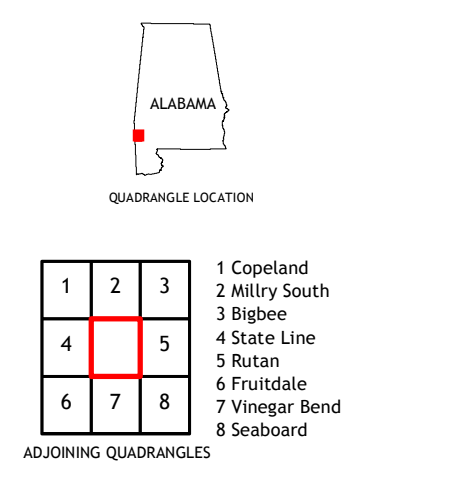 ALABAMA
QUADRANGLE LOCATION
1 2 3
4 5
6 7 8
1 Copeland
2 Millry South
3 Bigbee
4 State Line
5 Rutan
6 Fruitdale
7 Vinegar Bend
8 Seaboard
ADJOINING QUADRANGLES